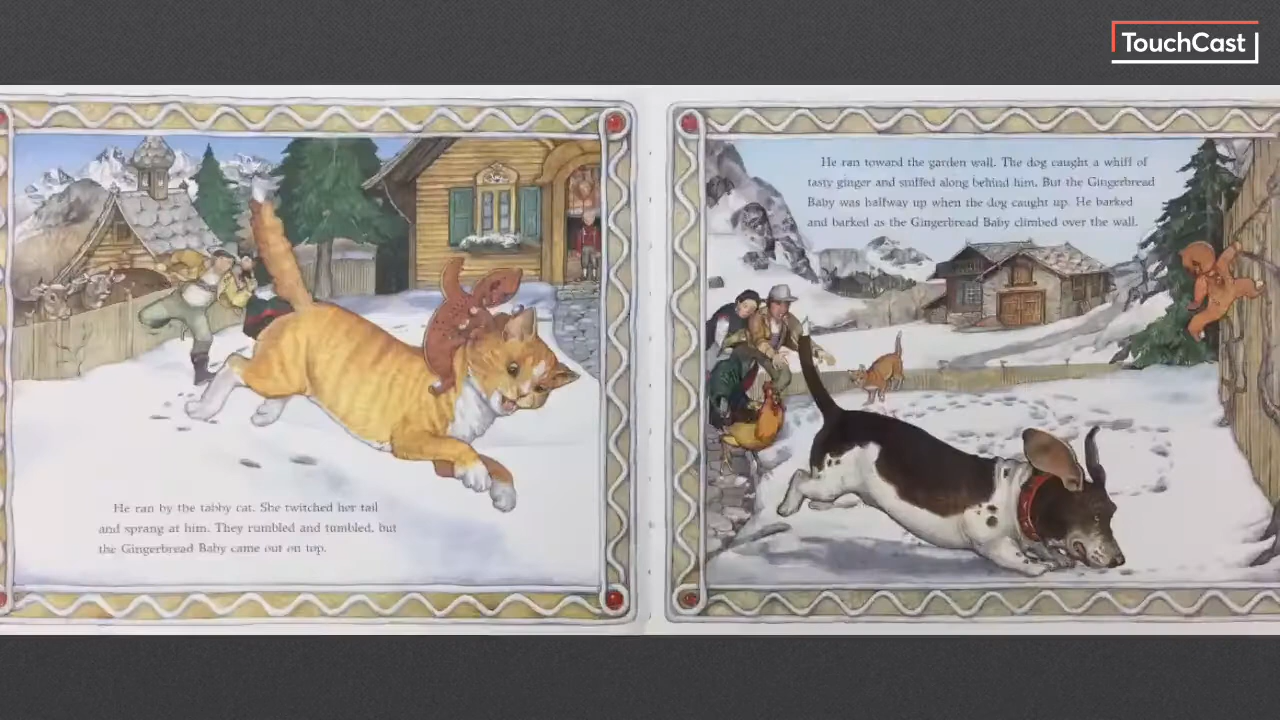 TouchCast
He ran by the tabby cat. She twitched her tail
and sprang at him. They rumbled and tumbled, but
the Gingerbread Baby came out on top.
He ran toward the garden wall. The dog caught a whiff of
tasty ginger and sniffed along behind him. But the Gingerbread
Baby was halfway up when the dog caught up. He barked
and barked as the Gingerbread Baby climbed over the wall.